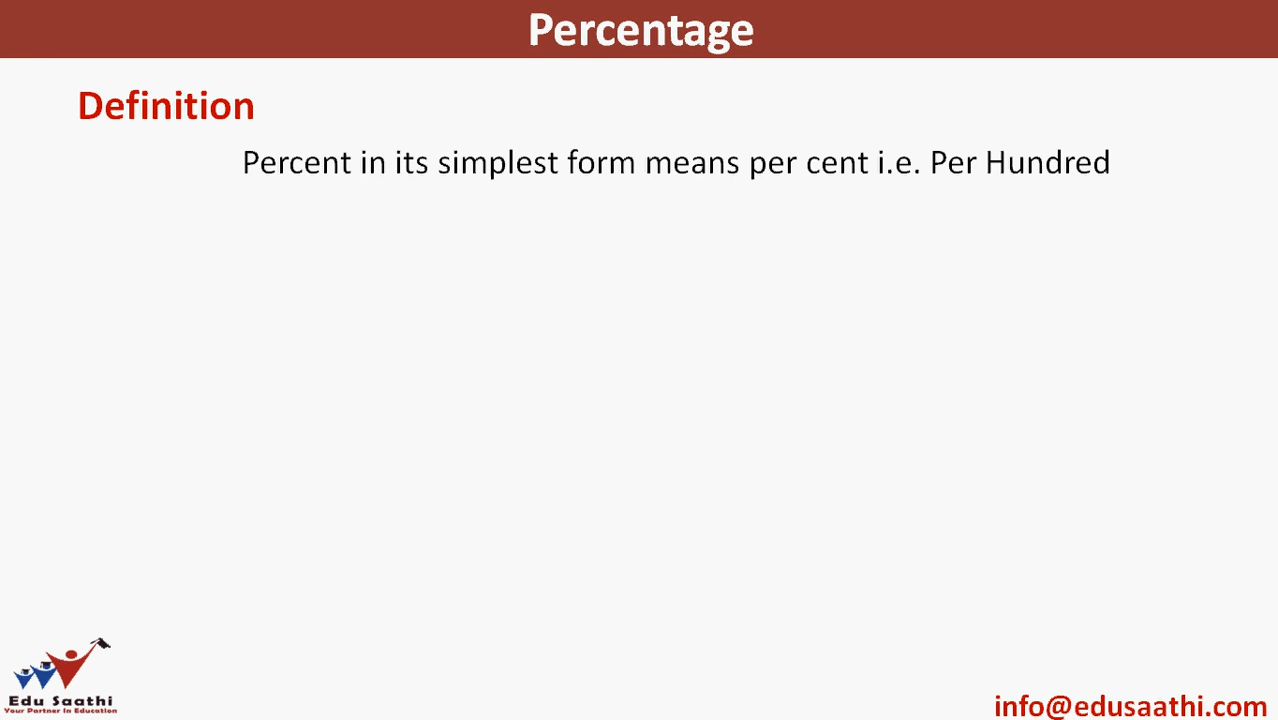 Percentage
Definition
Percent in its simplest form means per cent i.e. Per Hundred
Edu Saathi
Your Partner In Education
info@edusaathi.com